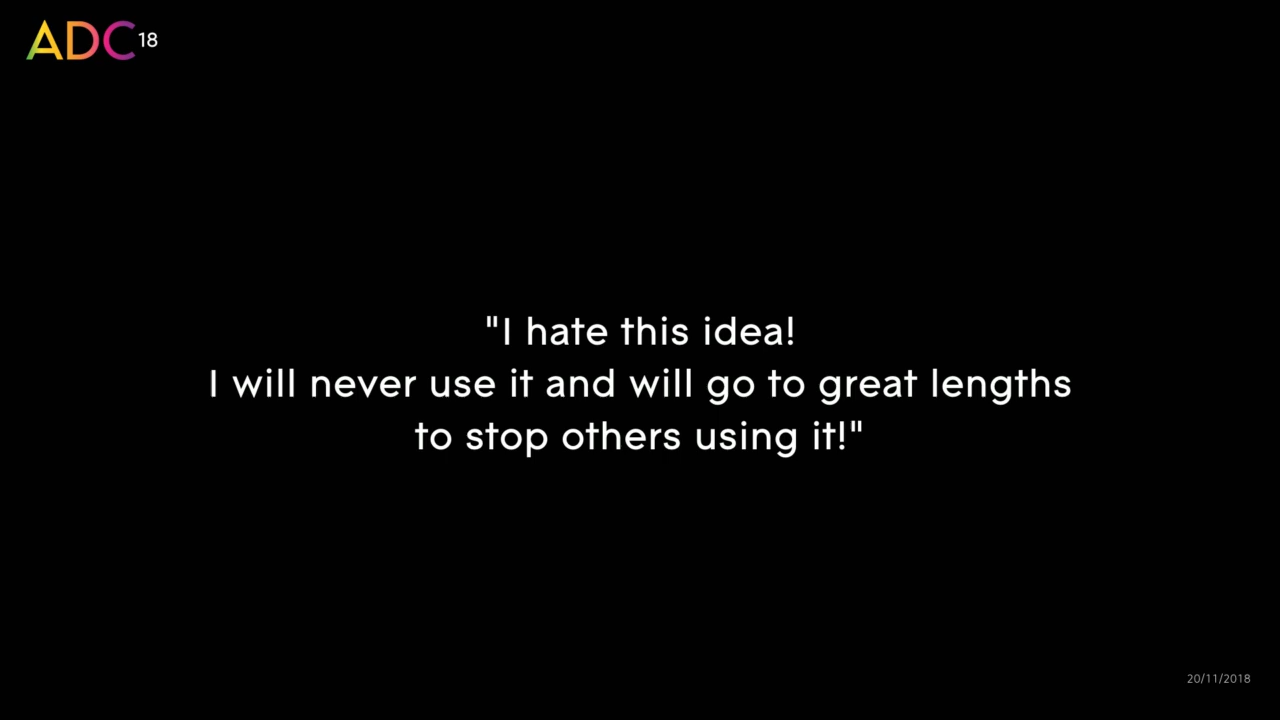 ADC18
"I hate this idea!
I will never use it and will go to great lengths
to stop others using it!"
20/11/2018